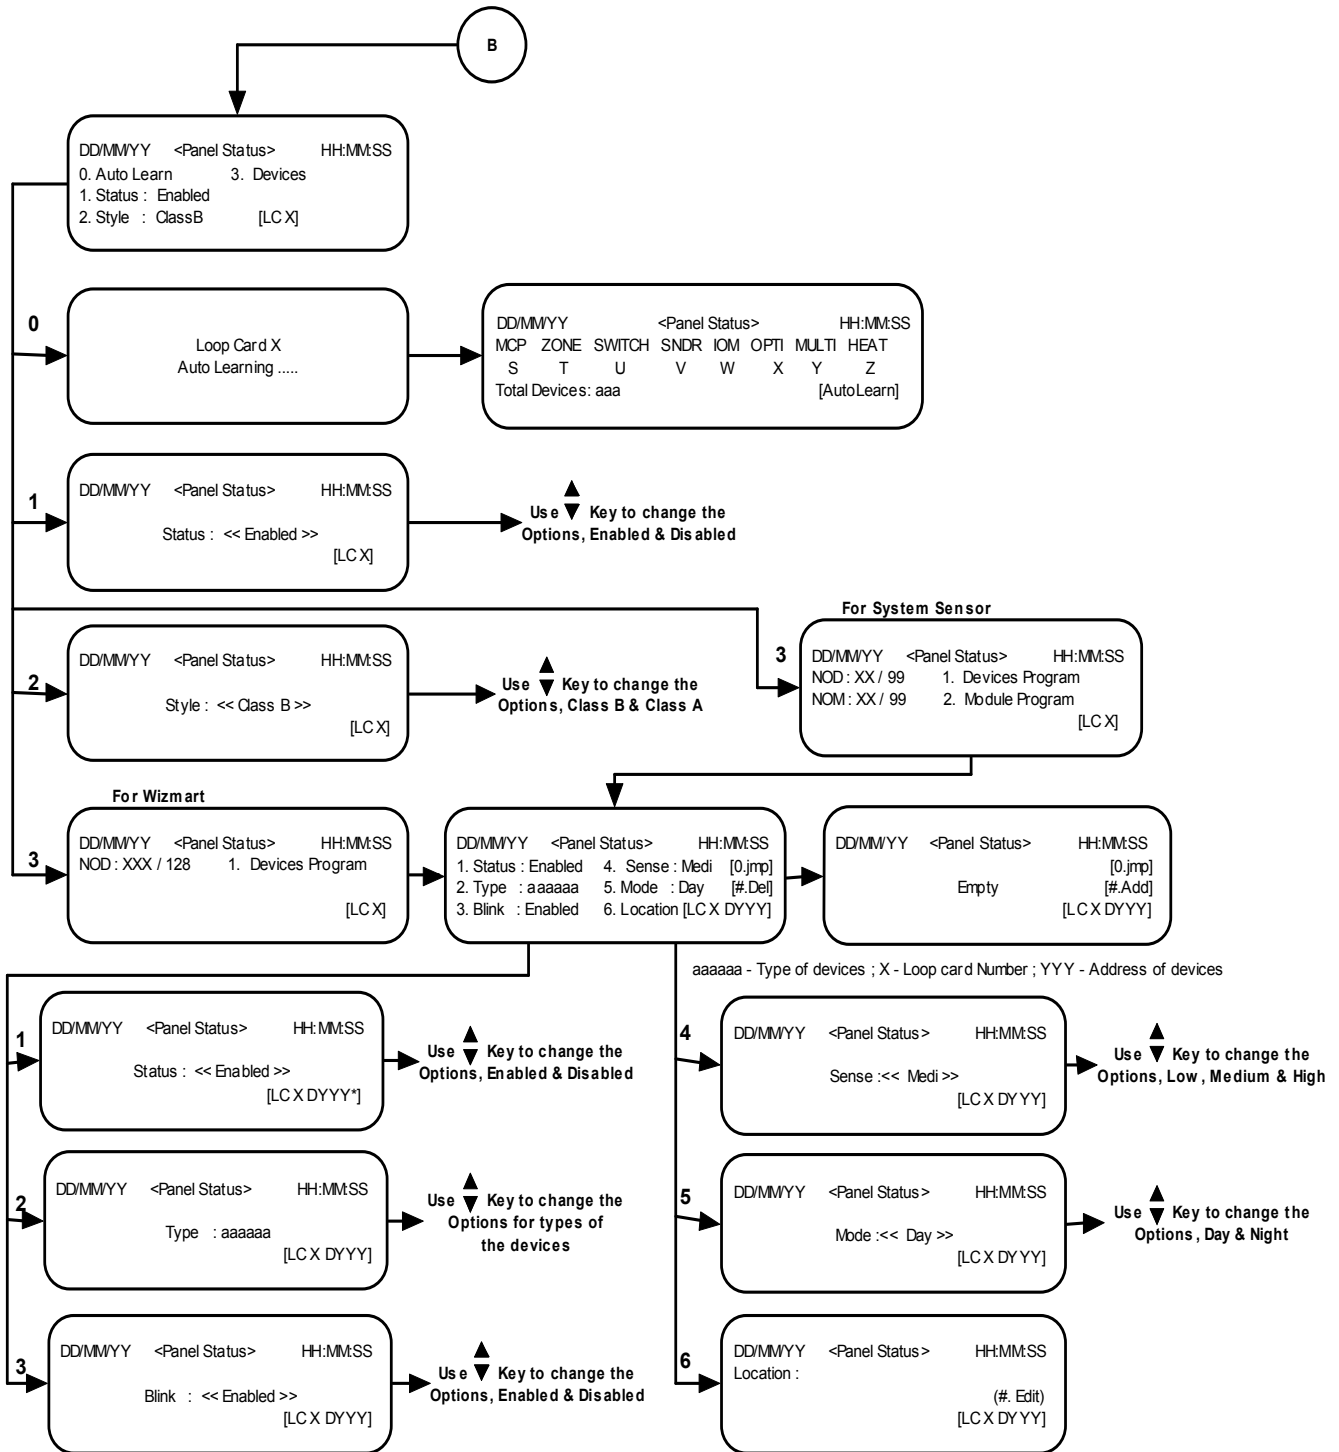 B
DD/MM/YY <Panel Status> HH:MM:SS
0. Auto Learn 3. Devices
1. Status : Enabled
2. Style : ClassB [LC X]
0
Loop Card X
Auto Learning .....
DD/MM/YY <Panel Status> HH:MM:SS
MCP ZONE SWITCH SNDR IOM OPTI MULTI HEAT
S T U V W X Y Z
Total Devices: aaa [AutoLearn]
1
DD/MM/YY <Panel Status> HH:MM:SS
Status : << Enabled >>
[LC X]
Use ▲▼ Key to change the
Options, Enabled & Disabled
2
DD/MM/YY <Panel Status> HH:MM:SS
Style : << Class B >>
[LC X]
Use ▲▼ Key to change the
Options, Class B & Class A
For System Sensor
3
DD/MM/YY <Panel Status> HH:MM:SS
NOD : XX / 99 1. Devices Program
NOM : XX / 99 2. Module Program
[LC X]
For Wizmart
3
DD/MM/YY <Panel Status> HH:MM:SS
NOD : XXX / 128 1. Devices Program
[LC X]
DD/MM/YY <Panel Status> HH:MM:SS
1. Status : Enabled 4. Sense : Medi [0.jmp]
2. Type : aaaaaa 5. Mode : Day [#.Del]
3. Blink : Enabled 6. Location [LC X DYYY]
DD/MM/YY <Panel Status> HH:MM:SS
[0.jmp]
Empty [#.Add]
[LC X DYYY]
aaaaaa - Type of devices ; X - Loop card Number ; YYY - Address of devices
1
DD/MM/YY <Panel Status> HH:MM:SS
Status : << Enabled >>
[LC X DYYY*]
Use ▲▼ Key to change the
Options, Enabled & Disabled
2
DD/MM/YY <Panel Status> HH:MM:SS
Type : aaaaaa
[LC X DYYY]
Use ▲▼ Key to change the
Options for types of
the devices
3
DD/MM/YY <Panel Status> HH:MM:SS
Blink : << Enabled >>
[LC X DYYY]
Use ▲▼ Key to change the
Options, Enabled & Disabled
4
DD/MM/YY <Panel Status> HH:MM:SS
Sense :<< Medi >>
[LC X DYYY]
Use ▲▼ Key to change the
Options, Low, Medium & High
5
DD/MM/YY <Panel Status> HH:MM:SS
Mode :<< Day >>
[LC X DYYY]
Use ▲▼ Key to change the
Options, Day & Night
6
DD/MM/YY <Panel Status> HH:MM:SS
Location :
(#. Edit)
[LC X DYYY]